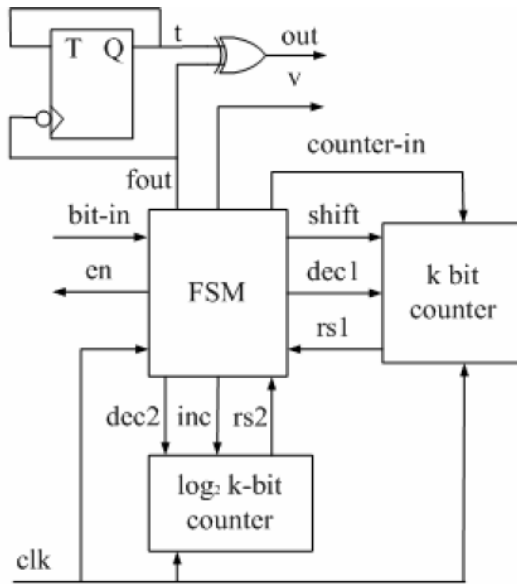 T Q
t
out
v
fout
counter-in
bit-in
shift
en
FSM
dec1
k bit
counter
rs1
dec2
inc
rs2
log₂ k-bit
counter
clk